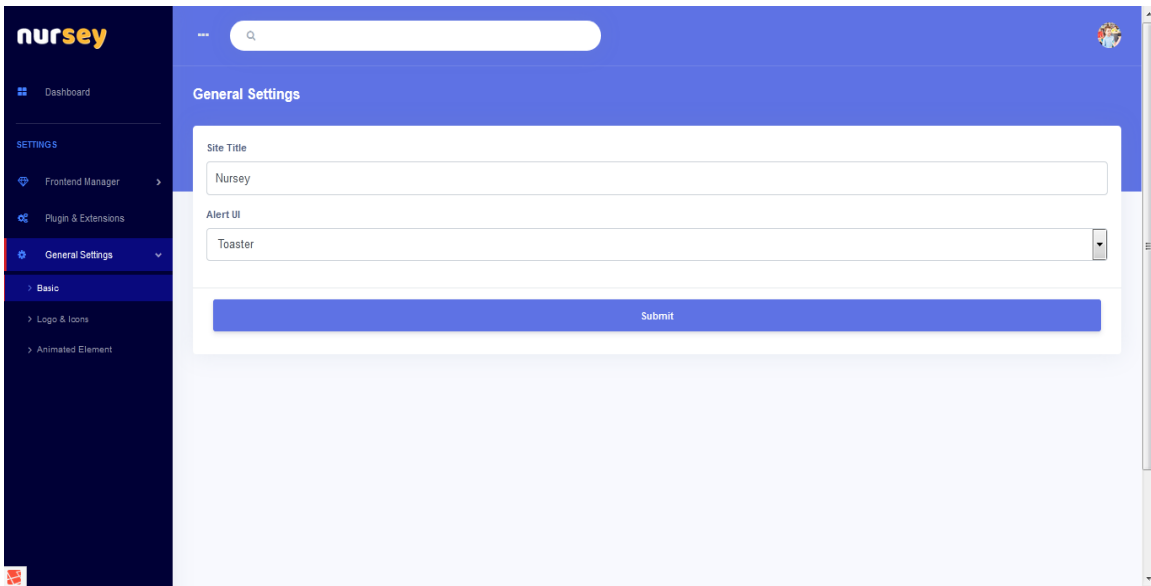 nursey
Dashboard
SETTINGS
Frontend Manager
Plugin & Extensions
General Settings
Basic
Logo & Icons
Animated Element
General Settings
Site Title
Nursey
Alert UI
Toaster
Submit